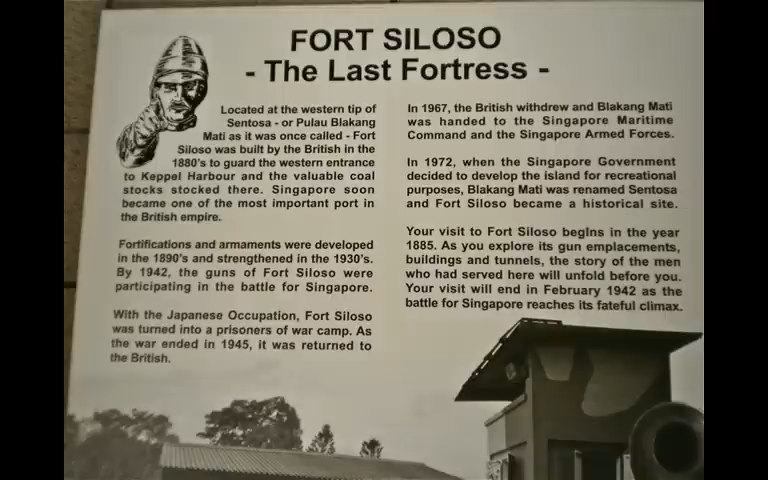 FORT SILOSO
- The Last Fortress -
Located at the western tip of
Sentosa - or Pulau Blakang
Mati as it was once called - Fort
Siloso was built by the British in the
1880's to guard the western entrance
to Keppel Harbour and the valuable coal
stocks stocked there. Singapore soon
became one of the most important port in
the British empire.
Fortifications and armaments were developed
in the 1890's and strengthened in the 1930's.
By 1942, the guns of Fort Siloso were
participating in the battle for Singapore.
With the Japanese Occupation, Fort Siloso
was turned into a prisoners of war camp. As
the war ended in 1945, it was returned to
the British.
In 1967, the British withdrew and Blakang Mati
was handed to the Singapore Maritime
Command and the Singapore Armed Forces.
In 1972, when the Singapore Government
decided to develop the island for recreational
purposes, Blakang Mati was renamed Sentosa
and Fort Siloso became a historical site.
Your visit to Fort Siloso begins in the year
1885. As you explore its gun emplacements,
buildings and tunnels, the story of the men
who had served here will unfold before you.
Your visit will end in February 1942 as the
battle for Singapore reaches its fateful climax.